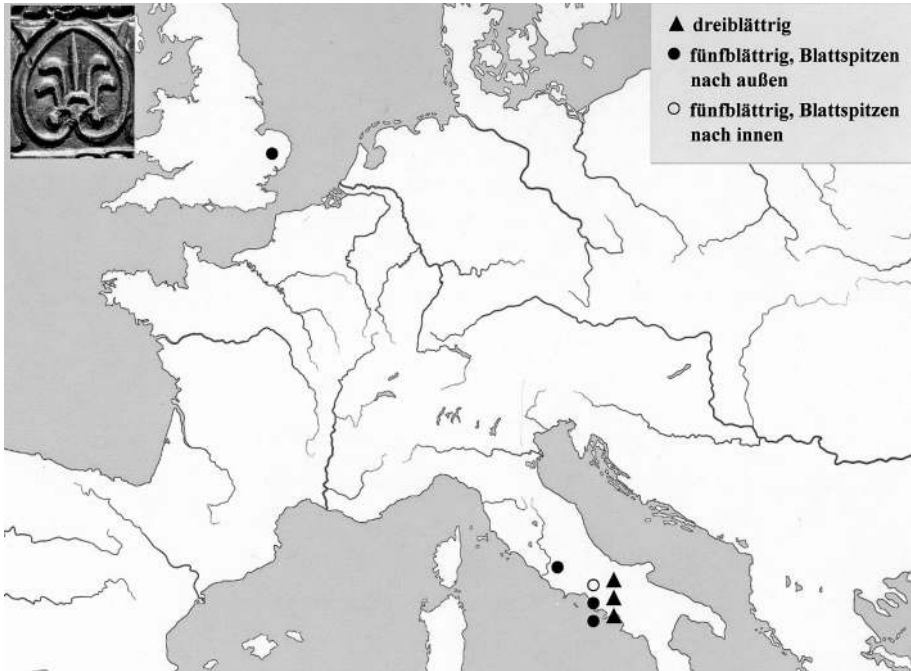 dreiblättrig
fünfblättrig, Blattspitzen
nach außen
fünfblättrig, Blattspitzen
nach innen